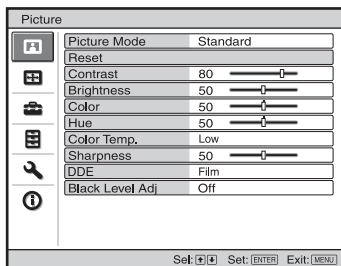 Picture
Picture Mode Standard
Reset
Contrast 80
Brightness 50
Color 50
Hue 50
Color Temp. Low
Sharpness 50
DDE Film
Black Level Adj Off
Sel: Set: ENTER Exit: MENU